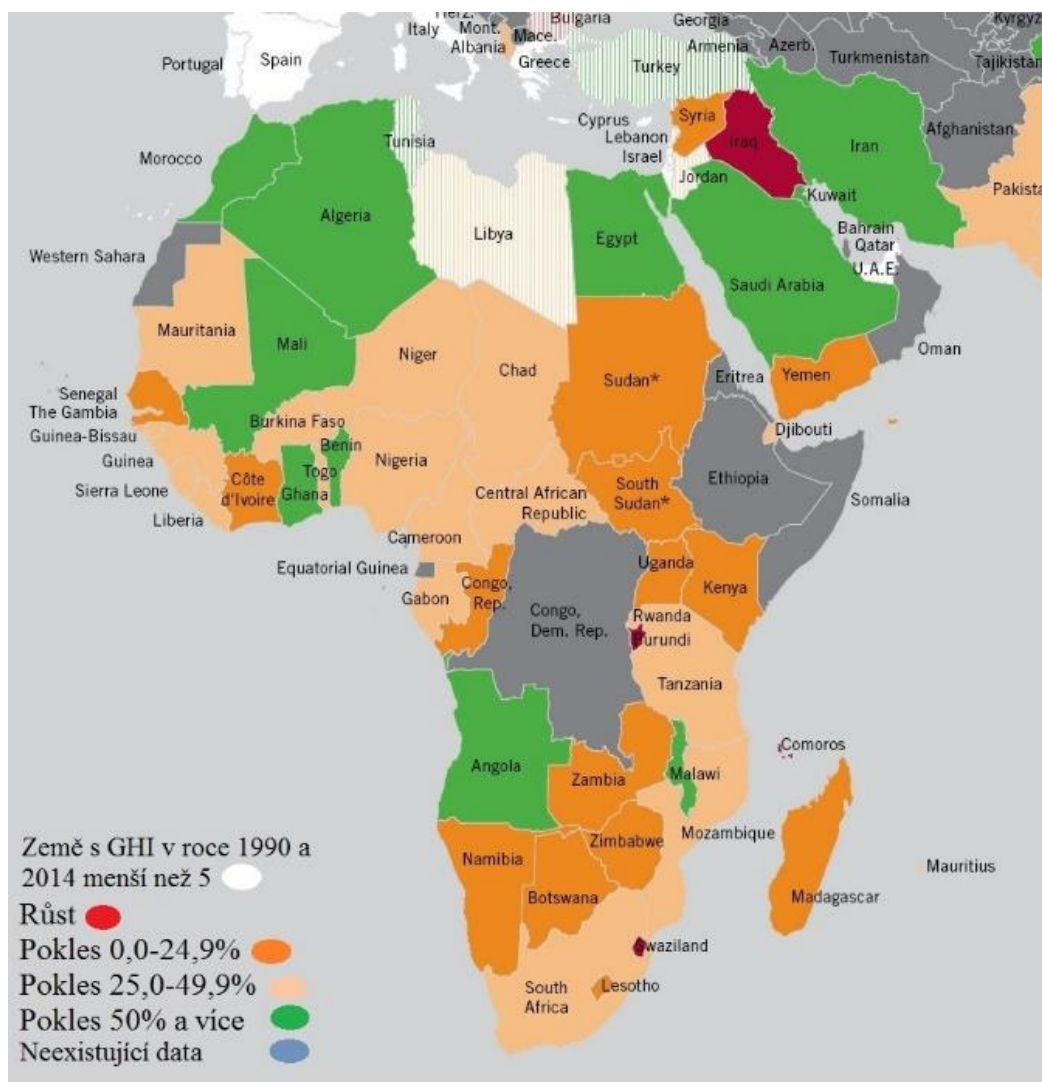 Herz.
Bulgaria
Georgia
Kyrgyz
Italy
Mont.
Mace.
Albania
Armenia
Azerb.
Turkmenistan
Tajikistan
Portugal
Spain
Greece
Turkey
Cyprus
Syria
Afghanistan
Tunisia
Lebanon
Israel
Iraq
Iran
Morocco
Jordan
Kuwait
Pakista
Algeria
Libya
Egypt
Bahrain
Qatar
Western Sahara
U.A.E.
Saudi Arabia
Mauritania
Mali
Niger
Chad
Sudan*
Eritrea
Yemen
Oman
Senegal
The Gambia
Guinea-Bissau
Burkina Faso
Benin
Djibouti
Guinea
Togo
Nigeria
Sierra Leone
Côte
d'Ivoire
Ghana
Central African
Republic
South
Sudan*
Ethiopia
Somalia
Liberia
Cameroon
Equatorial Guinea
Uganda
Gabon
Congo,
Rep.
Kenya
Congo,
Dem. Rep.
Rwanda
Burundi
Tanzania
Comoros
Angola
Zambia
Malawi
Mozambique
Zimbabwe
Namibia
Botswana
Madagascar
Mauritius
Swaziland
South
Africa
Lesotho
Země s GHI v roce 1990 a
2014 menší než 5
Růst
Pokles 0,0-24,9%
Pokles 25,0-49,9%
Pokles 50% a více
Neexistující data